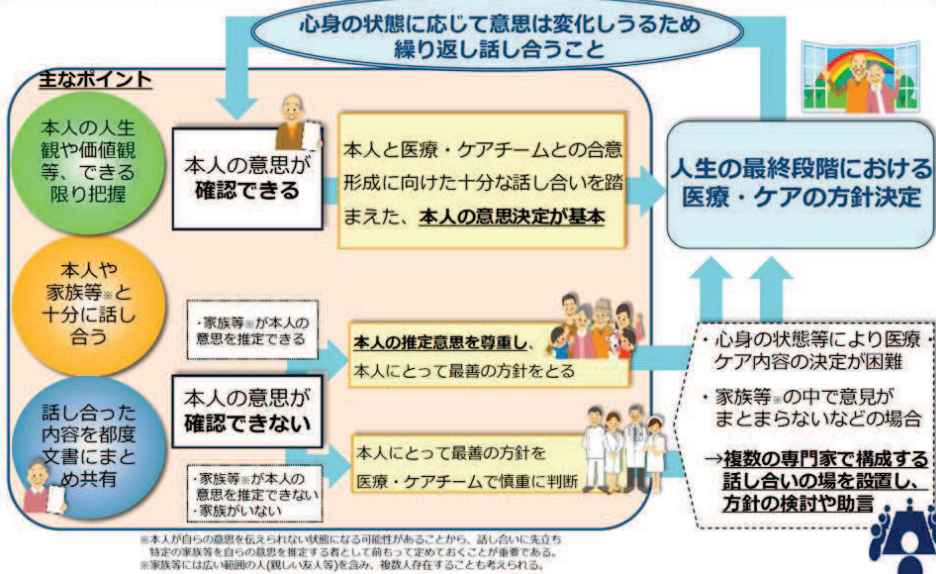 心身の状態に応じて意思は変化しうるため
繰り返し話し合うこと
主なポイント
本人の人生
観や価値観
等、できる
限り把握
本人や
家族等※と
十分に話し
合う
話し合った
内容を都度
文書にまと
め共有
本人の意思が
確認できる
本人と医療・ケアチームとの合意
形成に向けた十分な話し合いを踏
まえた、本人の意思決定が基本
人生の最終段階における
医療・ケアの方針決定
・家族等※が本人の
意思を推定できる
本人の推定意思を尊重し、
本人にとって最善の方針をとる
本人の意思が
確認できない
・家族等※が本人の
意思を推定できない
・家族がいない
本人にとって最善の方針を
医療・ケアチームで慎重に判断
・心身の状態等により医療・
ケア内容の決定が困難
・家族等※の中で意見が
まとまらないなどの場合
→複数の専門家で構成する
話し合いの場を設置し、
方針の検討や助言
※本人が自らの意思を伝えられない状態になる可能性があることから、話し合いに先立ち
特定の家族等を自らの意思を推定する者として前もって定めておくことが重要である。
※家族等には広い範囲の人(親しい友人等)を含み、複数人存在することも考えられる。